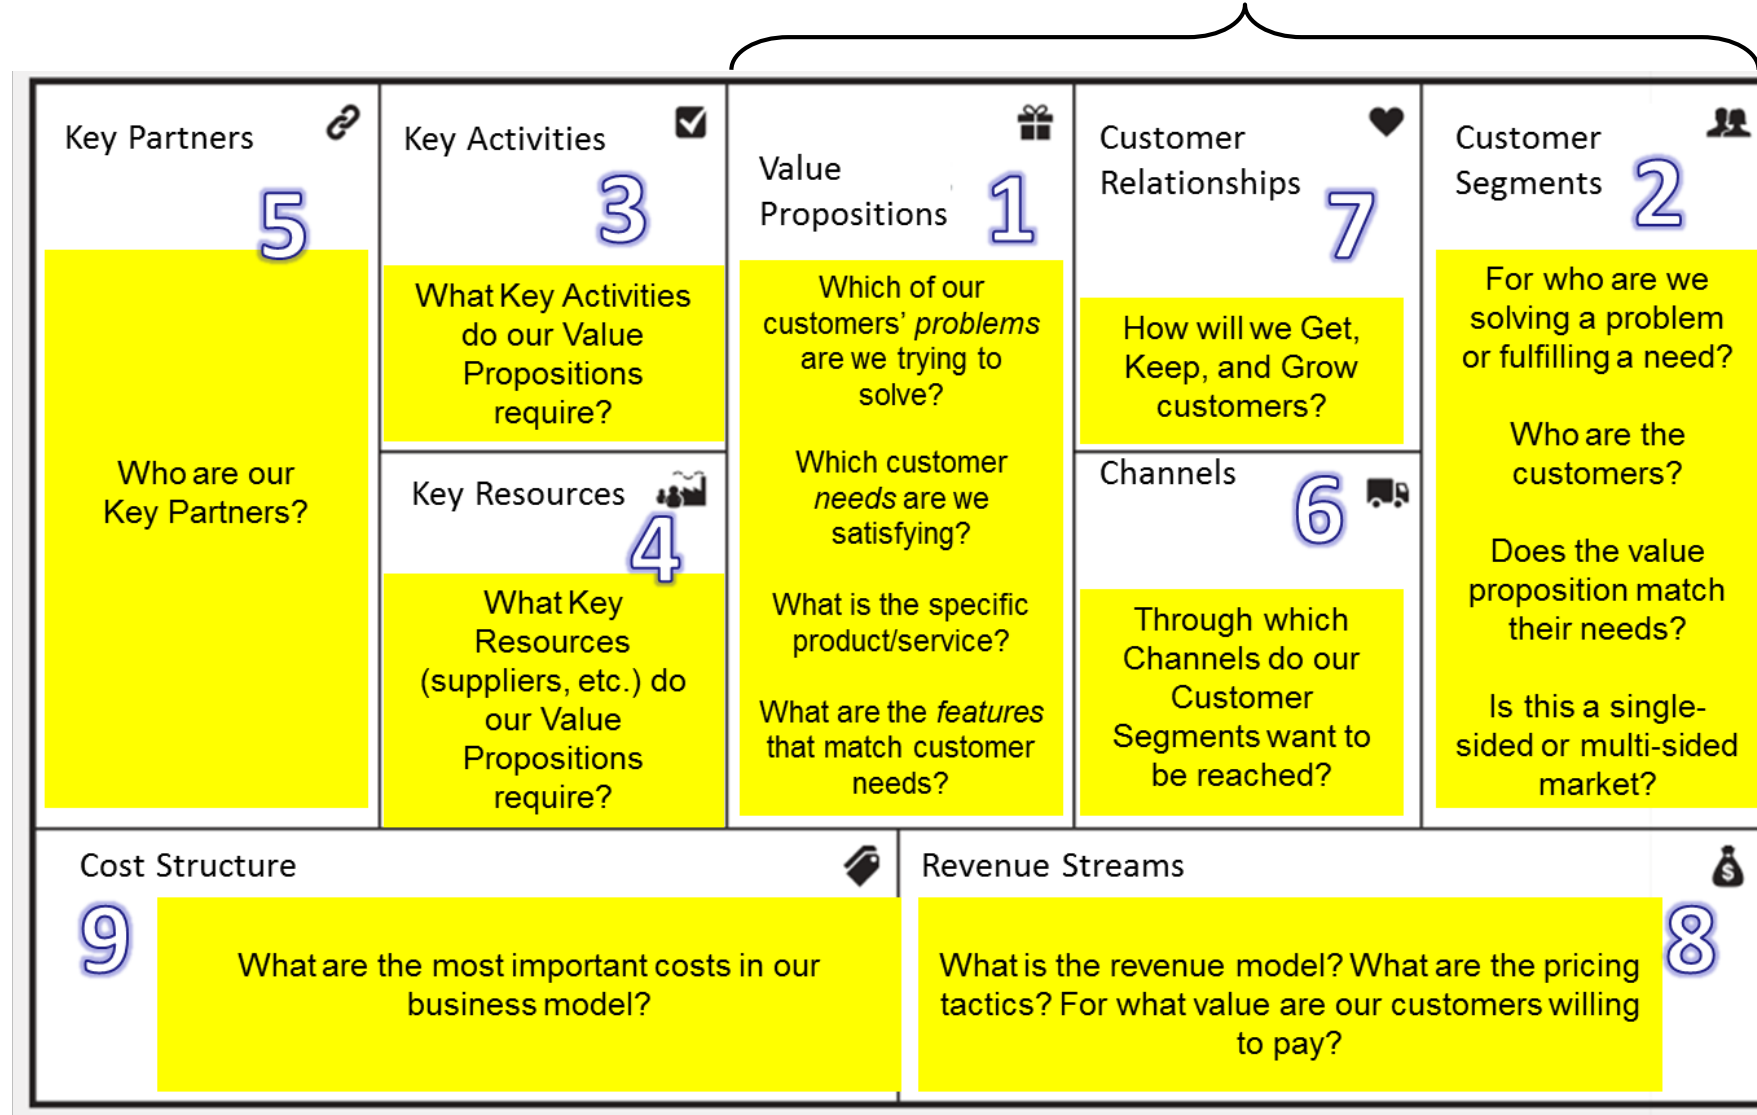 Key Partners
5
Who are our
Key Partners?
Key Activities
3
What Key Activities
do our Value
Propositions
require?
Key Resources
4
What Key
Resources
(suppliers, etc.) do
our Value
Propositions
require?
Value
Propositions
1
Which of our
customers’ problems
are we trying to
solve?
Which customer
needs are we
satisfying?
What is the specific
product/service?
What are the features
that match customer
needs?
Customer
Relationships
7
How will we Get,
Keep, and Grow
customers?
Channels
6
Through which
Channels do our
Customer
Segments want to
be reached?
Customer
Segments
2
For who are we
solving a problem
or fulfilling a need?
Who are the
customers?
Does the value
proposition match
their needs?
Is this a single-
sided or multi-sided
market?
Cost Structure
9
What are the most important costs in our
business model?
Revenue Streams
$
8
What is the revenue model? What are the pricing
tactics? For what value are our customers willing
to pay?